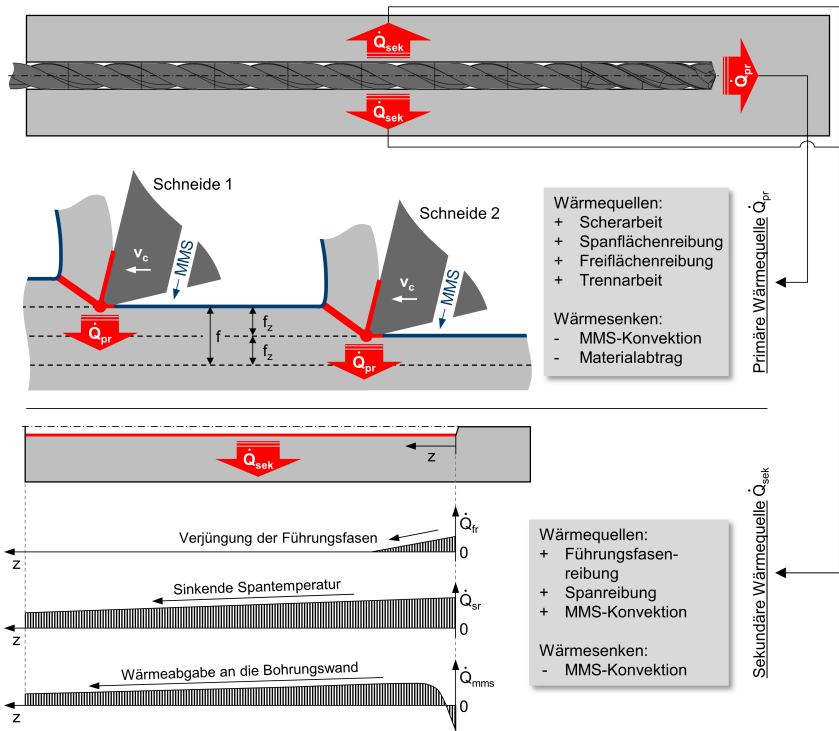 Q̇sek
Q̇pr
Q̇sek
Schneide 1
vc
MMS
Schneide 2
vc
MMS
fz
f
fz
Q̇pr
Q̇pr
Wärmequellen:
+ Scherarbeit
+ Spanflächenreibung
+ Freiflächenreibung
+ Trennarbeit
Wärmesenken:
- MMS-Konvektion
- Materialabtrag
Primäre Wärmequelle Q̇pr
Q̇sek
z
Q̇fr
Verjüngung der Führungsfasen
0
z
Sinkende Spantemperatur
Q̇sr
0
z
Wärmeabgabe an die Bohrungswand
Q̇mms
0
z
Wärmequellen:
+ Führungsfasen-
reibung
+ Spanreibung
+ MMS-Konvektion
Wärmesenken:
- MMS-Konvektion
Sekundäre Wärmequelle Q̇sek